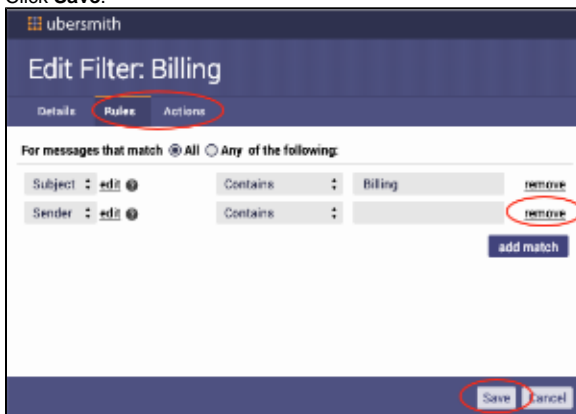 Click Save.
ubersmith
Edit Filter: Billing
Details Rules Actions
For messages that match All Any of the following:
Subject edit Contains Billing remove
Sender edit Contains remove
add match
Save Cancel